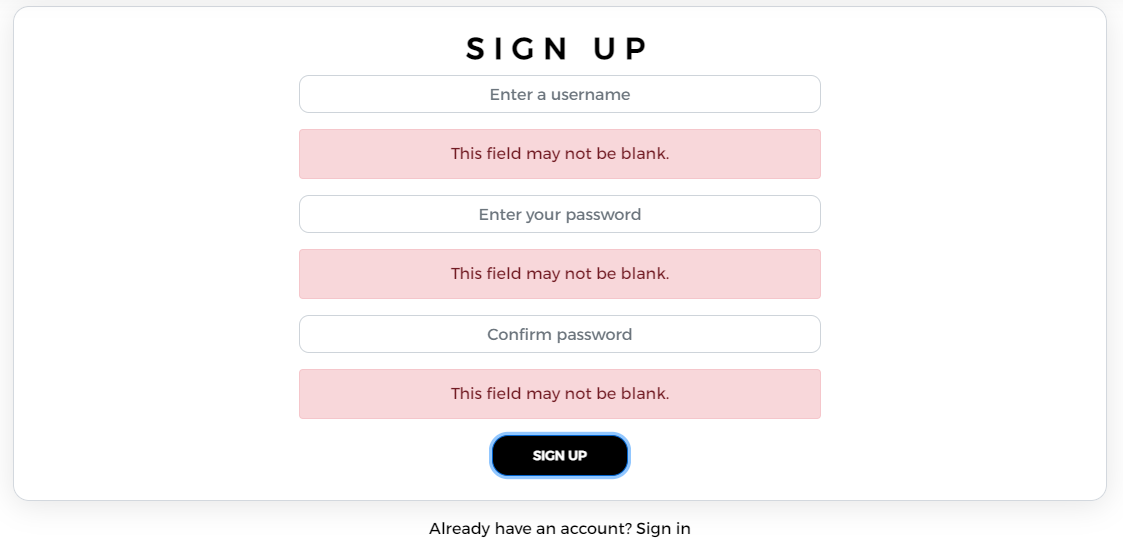 SIGN UP
Enter a username
This field may not be blank.
Enter your password
This field may not be blank.
Confirm password
This field may not be blank.
SIGN UP
Already have an account? Sign in